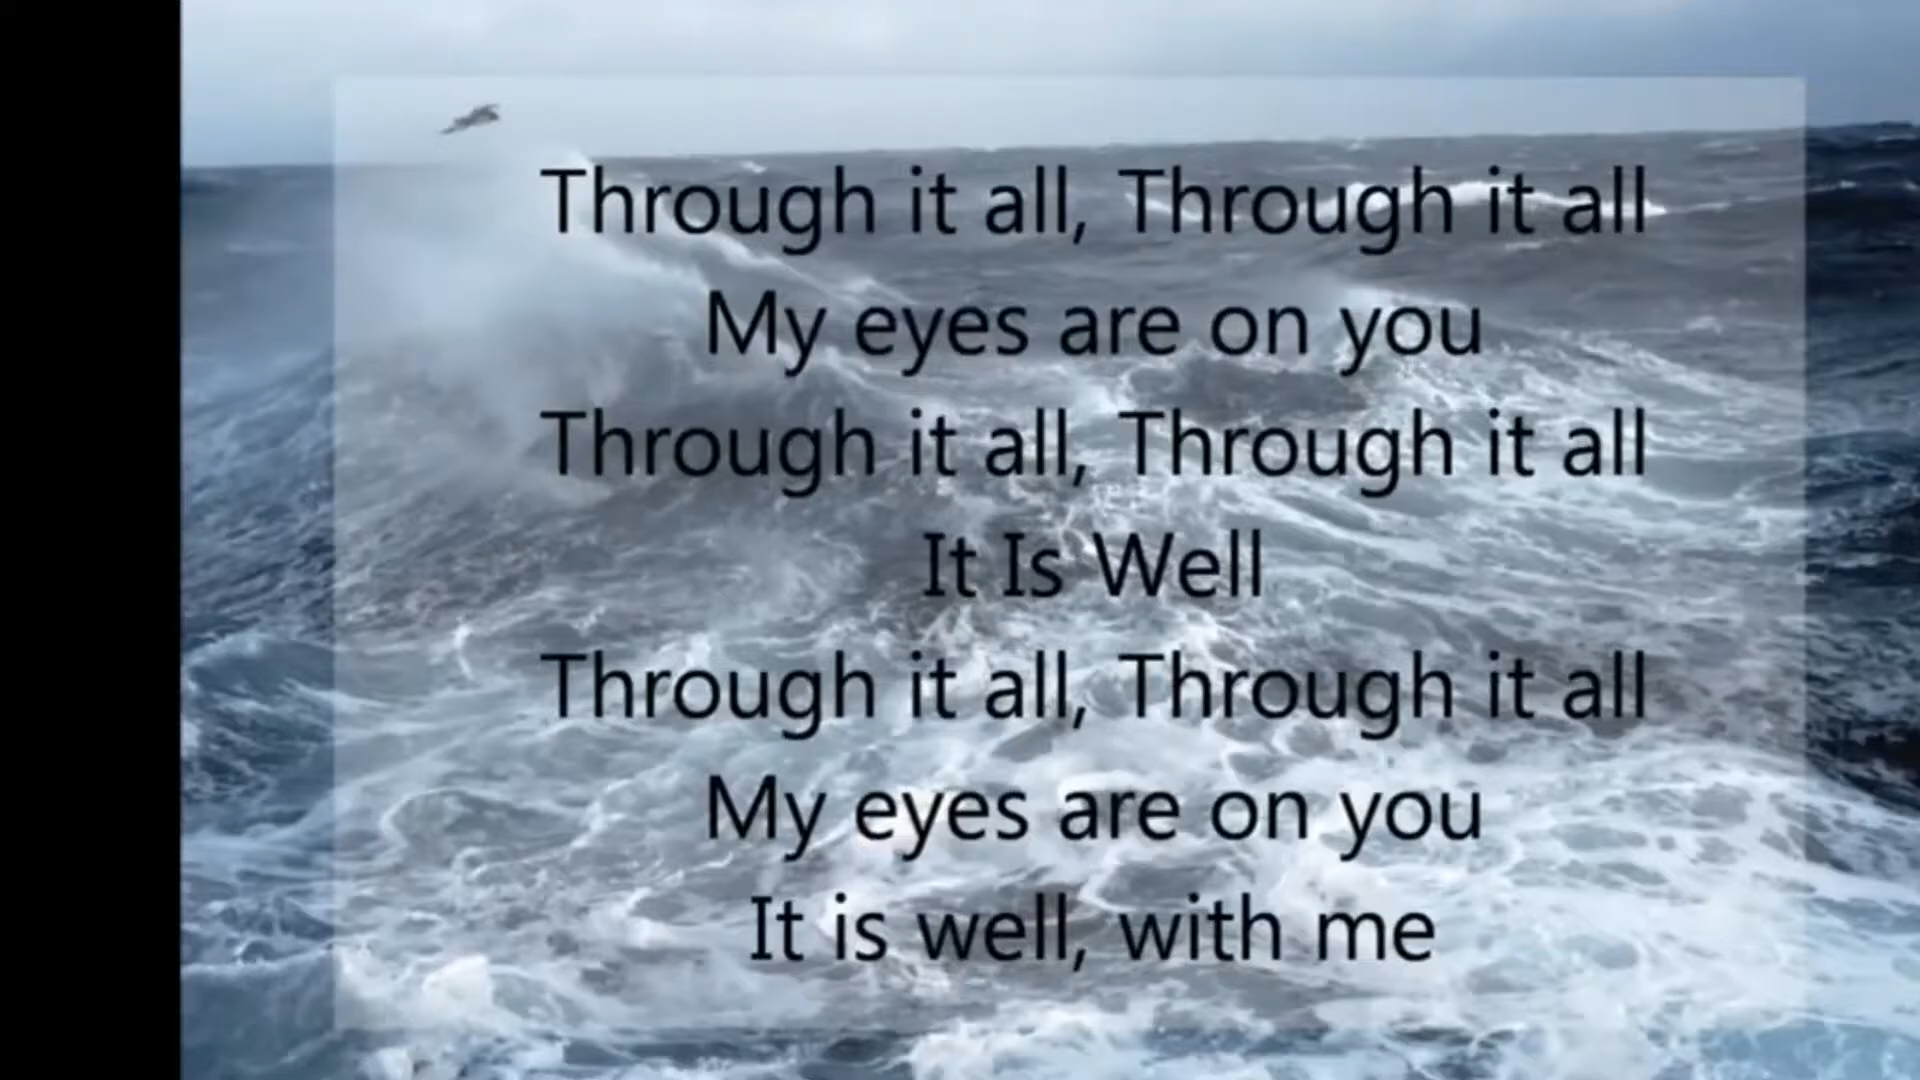 Through it all, Through it all
My eyes are on you
Through it all, Through it all
It Is Well
Through it all, Through it all
My eyes are on you
It is well, with me